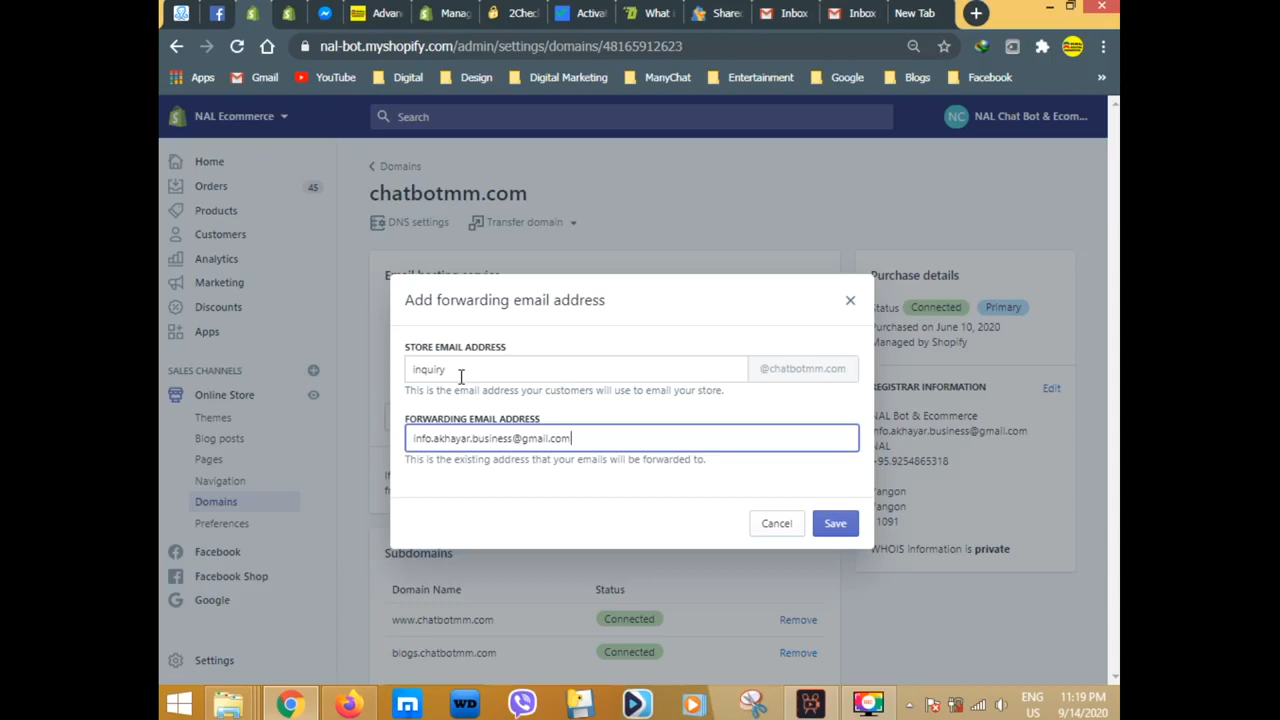 Advan
Manag
2Check
Activat
What i
Share
Inbox
Inbox
New Tab
nal-bot.myshopify.com/admin/settings/domains/48165912623
Apps
Gmail
YouTube
Digital
Design
Digital Marketing
ManyChat
Entertainment
Google
Blogs
Facebook
»
NAL Ecommerce
Search
NC
NAL Chat Bot & Ecom...
Home
Orders
45
Products
Customers
Analytics
Marketing
Discounts
Apps
SALES CHANNELS
Online Store
Themes
Blog posts
Pages
Navigation
Domains
Preferences
Facebook
Facebook Shop
Google
Settings
Domains
chatbotmm.com
DNS settings
Transfer domain
Email hosting service
Add forwarding email address
STORE EMAIL ADDRESS
inquiry
@chatbotmm.com
This is the email address your customers will use to email your store.
FORWARDING EMAIL ADDRESS
info.akhayar.business@gmail.com
This is the existing address that your emails will be forwarded to.
Cancel
Save
Subdomains
Domain Name
Status
www.chatbotmm.com
Connected
Remove
blogs.chatbotmm.com
Connected
Remove
Purchase details
Status
Connected
Primary
Purchased on June 10, 2020
Managed by Shopify
REGISTRAR INFORMATION
Edit
NAL Bot & Ecommerce
info.akhayar.business@gmail.com
NAL
+95.9254865318
Yangon
Yangon
11091
WHOIS information is private
WD
ENG
US
11:19 PM
9/14/2020